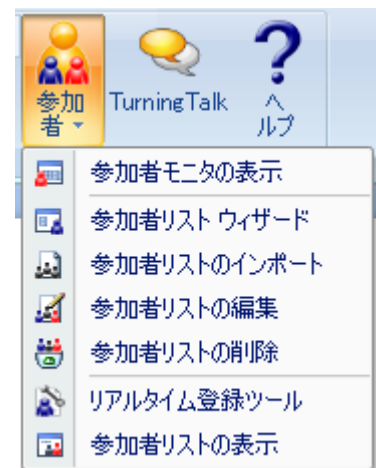 参加
者
TurningTalk
ヘ
ルプ
参加者モニタの表示
参加者リスト ウィザード
参加者リストのインポート
参加者リストの編集
参加者リストの削除
リアルタイム登録ツール
参加者リストの表示